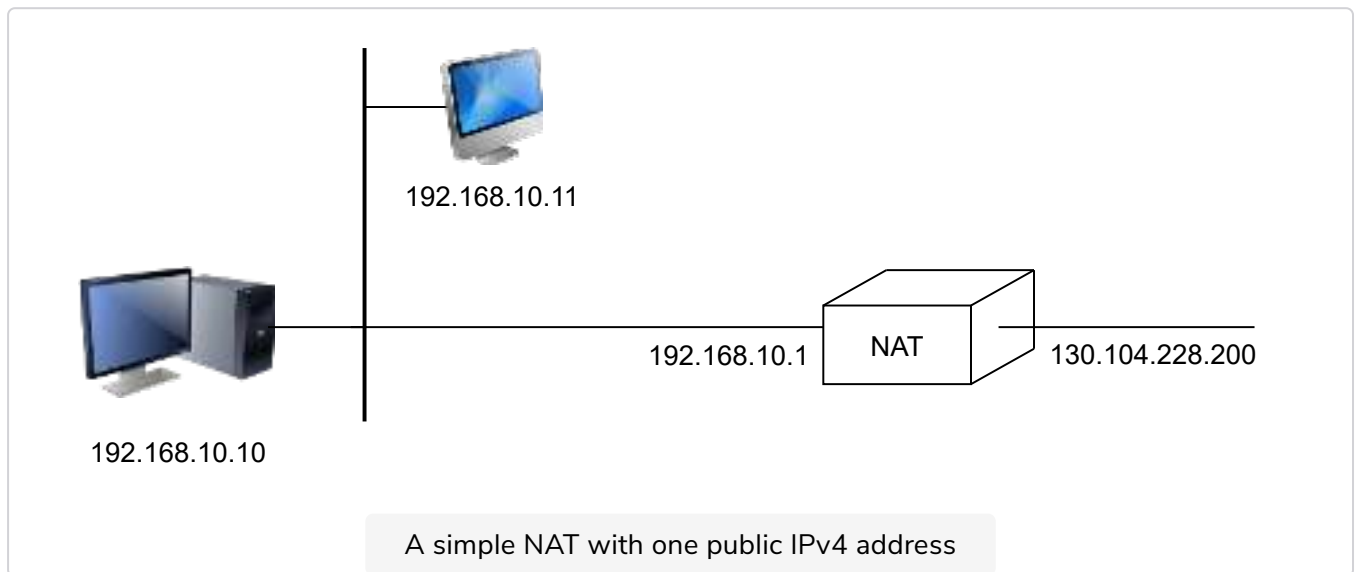 192.168.10.11
192.168.10.1
NAT
130.104.228.200
192.168.10.10
A simple NAT with one public IPv4 address